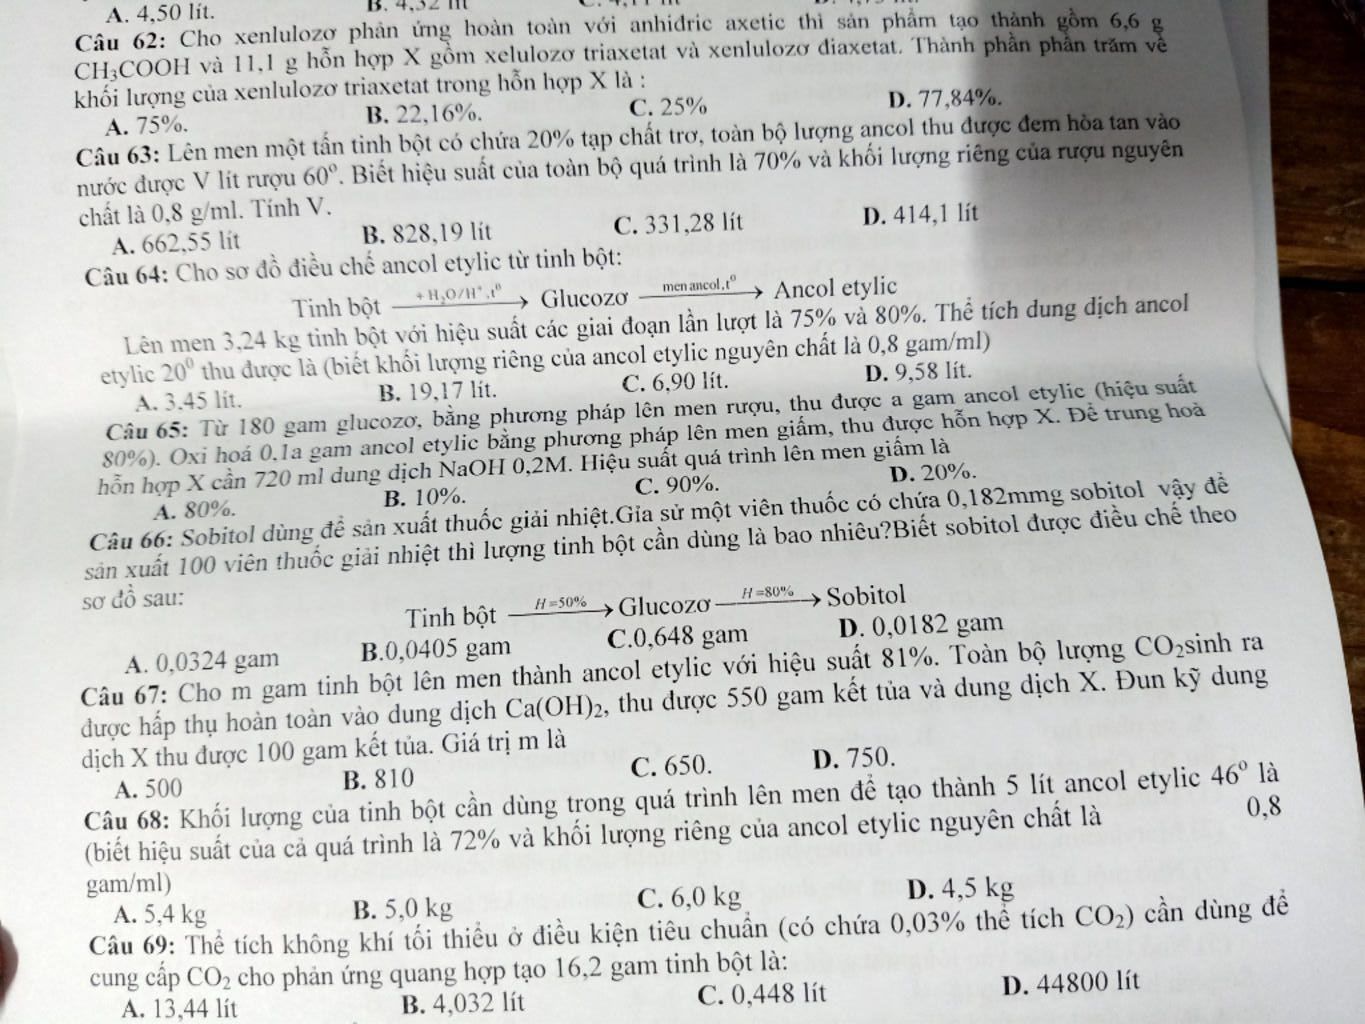 A. 4,50 lít.
Câu 62: Cho xenlulozơ phản ứng hoàn toàn với anhidric axetic thì sản phẩm tạo thành gồm 6,6 g
CH₃COOH và 11,1 g hỗn hợp X gồm xelulozơ triaxetat và xenlulozơ điaxetat. Thành phần phần trăm về
khối lượng của xenlulozơ triaxetat trong hỗn hợp X là :
A. 75%. B. 22,16%. C. 25% D. 77,84%.
Câu 63: Lên men một tấn tinh bột có chứa 20% tạp chất trơ, toàn bộ lượng ancol thu được đem hòa tan vào
nước được V lít rượu 60°. Biết hiệu suất của toàn bộ quá trình là 70% và khối lượng riêng của rượu nguyên
chất là 0,8 g/ml. Tính V.
A. 662,55 lít B. 828,19 lít C. 331,28 lít D. 414,1 lít
Câu 64: Cho sơ đồ điều chế ancol etylic từ tinh bột:
Tinh bột + H₂O/H⁺,t⁰ → Glucozơ men ancol,t⁰ → Ancol etylic
Lên men 3,24 kg tinh bột với hiệu suất các giai đoạn lần lượt là 75% và 80%. Thể tích dung dịch ancol
etylic 20⁰ thu được là (biết khối lượng riêng của ancol etylic nguyên chất là 0,8 gam/ml)
A. 3.45 lít. B. 19,17 lít. C. 6,90 lít. D. 9,58 lít.
Câu 65: Từ 180 gam glucozơ, bằng phương pháp lên men rượu, thu được a gam ancol etylic (hiệu suất
80%). Oxi hoá 0,1a gam ancol etylic bằng phương pháp lên men giấm, thu được hỗn hợp X. Để trung hoà
hỗn hợp X cần 720 ml dung dịch NaOH 0,2M. Hiệu suất quá trình lên men giấm là
A. 80%. B. 10%. C. 90%. D. 20%.
Câu 66: Sobitol dùng để sản xuất thuốc giải nhiệt.Gỉa sử một viên thuốc có chứa 0,182mmg sobitol vậy để
sản xuất 100 viên thuốc giải nhiệt thì lượng tinh bột cần dùng là bao nhiêu?Biết sobitol được điều chế theo
sơ đồ sau:
Tinh bột H=50% → Glucozơ H=80% → Sobitol
A. 0,0324 gam B.0,0405 gam C.0,648 gam D. 0,0182 gam
Câu 67: Cho m gam tinh bột lên men thành ancol etylic với hiệu suất 81%. Toàn bộ lượng CO₂sinh ra
được hấp thụ hoàn toàn vào dung dịch Ca(OH)₂, thu được 550 gam kết tủa và dung dịch X. Đun kỹ dung
dịch X thu được 100 gam kết tủa. Giá trị m là
A. 500 B. 810 C. 650. D. 750.
Câu 68: Khối lượng của tinh bột cần dùng trong quá trình lên men để tạo thành 5 lít ancol etylic 46° là
(biết hiệu suất của cả quá trình là 72% và khối lượng riêng của ancol etylic nguyên chất là 0,8
gam/ml)
A. 5,4 kg B. 5,0 kg C. 6,0 kg D. 4,5 kg
Câu 69: Thể tích không khí tối thiểu ở điều kiện tiêu chuẩn (có chứa 0,03% thể tích CO₂) cần dùng để
cung cấp CO₂ cho phản ứng quang hợp tạo 16,2 gam tinh bột là:
A. 13,44 lít B. 4,032 lít C. 0,448 lít D. 44800 lít